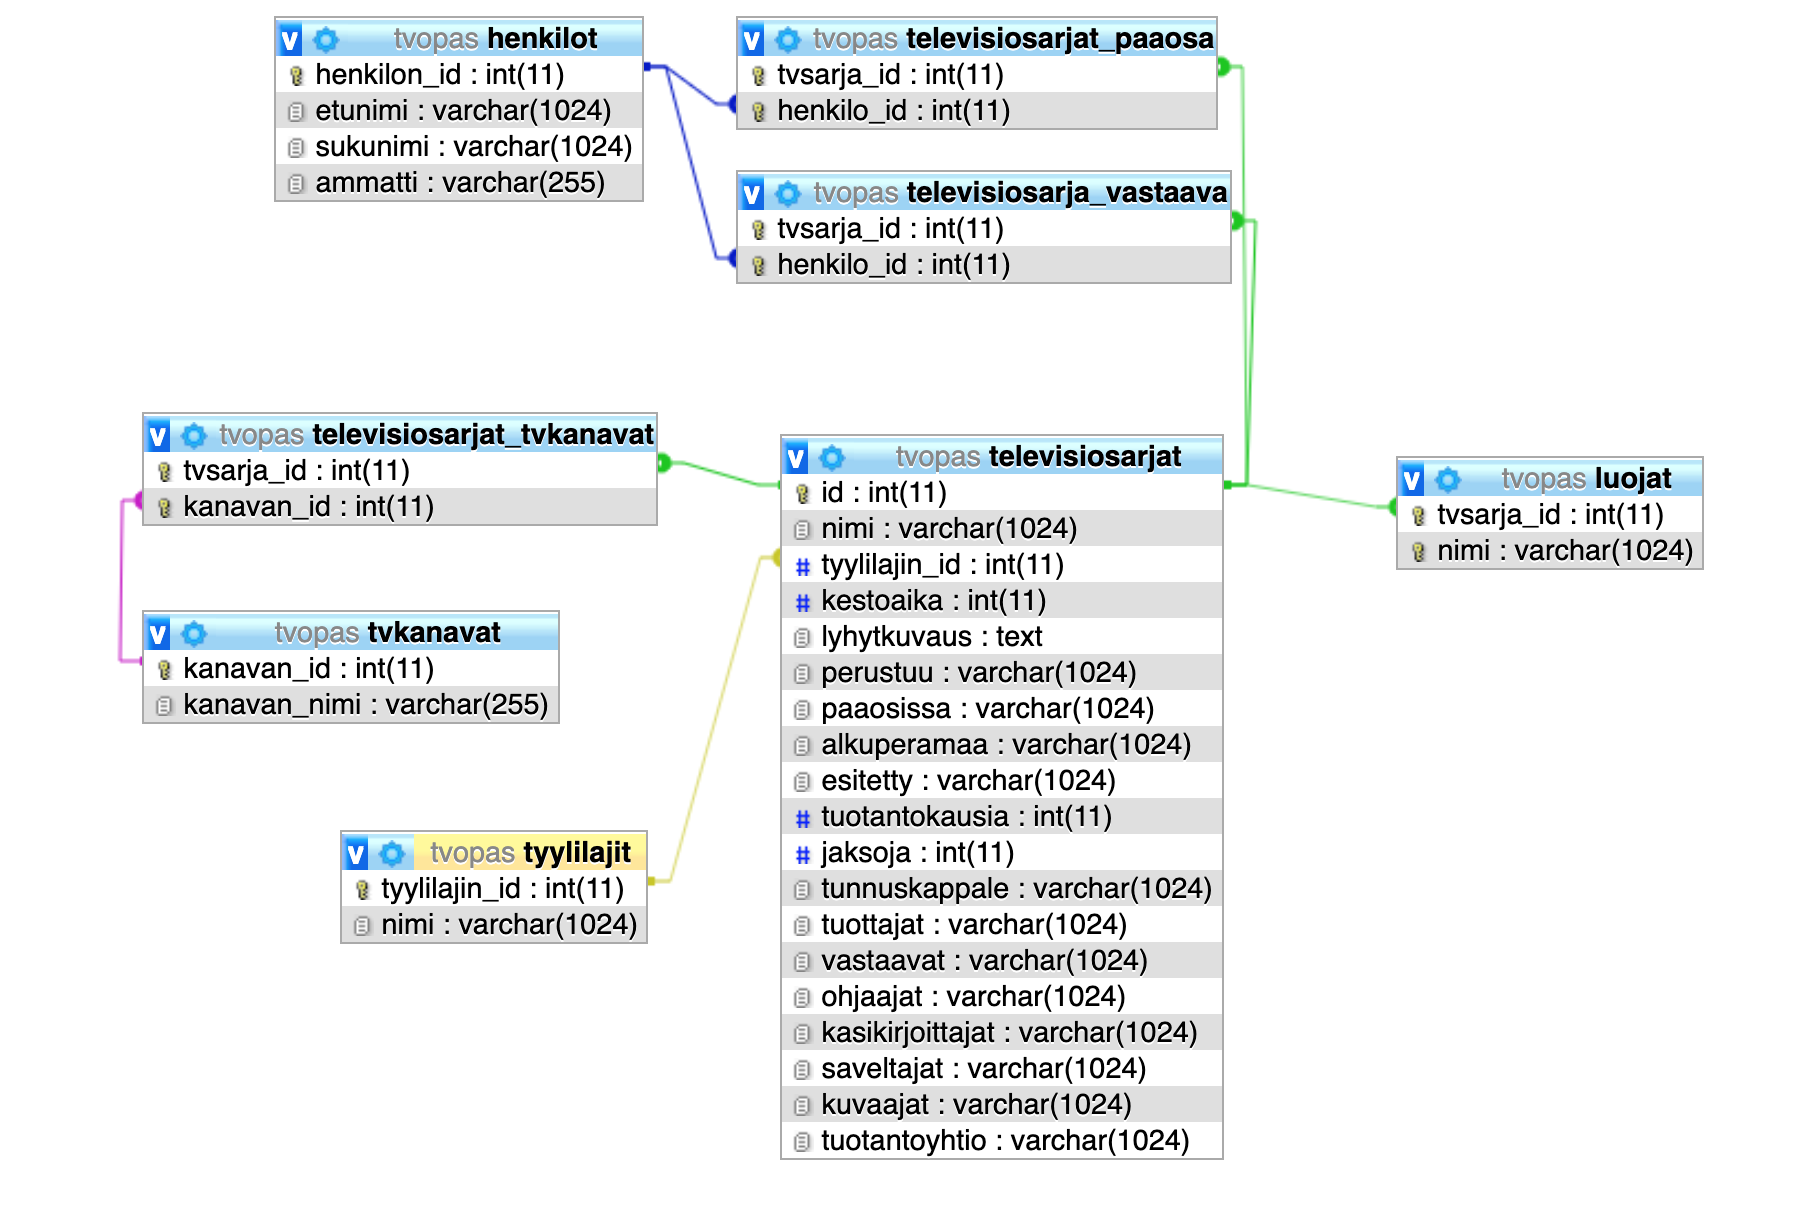 v tvopas henkilot
henkilon_id : int(11)
etunimi : varchar(1024)
sukunimi : varchar(1024)
ammatti : varchar(255)
v tvopas televisiosarjat_paaosa
tvsarja_id : int(11)
henkilo_id : int(11)
v tvopas televisiosarja_vastaava
tvsarja_id : int(11)
henkilo_id : int(11)
v tvopas televisiosarjat_tvkanavat
tvsarja_id : int(11)
kanavan_id : int(11)
v tvopas tvkanavat
kanavan_id : int(11)
kanavan_nimi : varchar(255)
v tvopas tyylilajit
tyylilajin_id : int(11)
nimi : varchar(1024)
v tvopas televisiosarjat
id : int(11)
nimi : varchar(1024)
# tyylilajin_id : int(11)
# kestoaika : int(11)
lyhytkuvaus : text
perustuu : varchar(1024)
paaosissa : varchar(1024)
alkuperamaa : varchar(1024)
esitetty : varchar(1024)
# tuotantokausia : int(11)
# jaksoja : int(11)
tunnuskappale : varchar(1024)
tuottajat : varchar(1024)
vastaavat : varchar(1024)
ohjaajat : varchar(1024)
kasikirjoittajat : varchar(1024)
saveltajat : varchar(1024)
kuvaajat : varchar(1024)
tuotantoyhtio : varchar(1024)
v tvopas luojat
tvsarja_id : int(11)
nimi : varchar(1024)